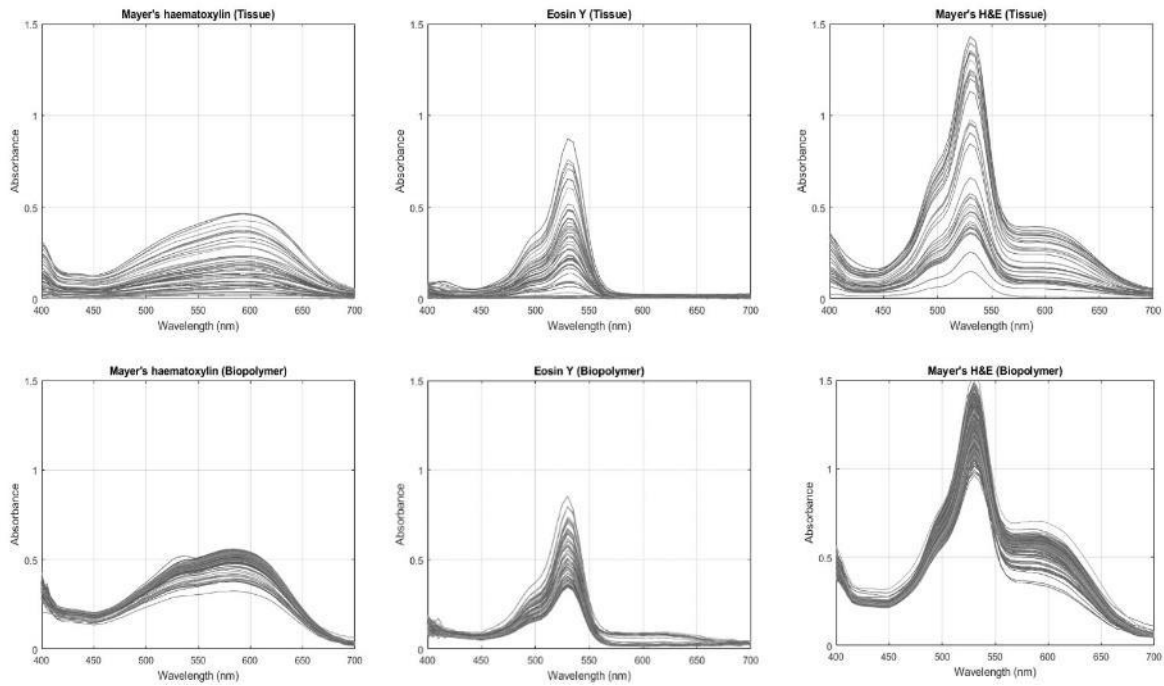 Mayer's haematoxylin (Tissue)
1.5
1
0.5
0
Absorbance
400 450 500 550 600 650 700
Wavelength (nm)
Eosin Y (Tissue)
1.5
1
0.5
0
Absorbance
400 450 500 550 600 650 700
Wavelength (nm)
Mayer's H&E (Tissue)
1.5
1
0.5
0
Absorbance
400 450 500 550 600 650 700
Wavelength (nm)
Mayer's haematoxylin (Biopolymer)
1.5
1
0.5
0
Absorbance
400 450 500 550 600 650 700
Wavelength (nm)
Eosin Y (Biopolymer)
1.5
1
0.5
0
Absorbance
400 450 500 550 600 650 700
Wavelength (nm)
Mayer's H&E (Biopolymer)
1.5
1
0.5
0
Absorbance
400 450 500 550 600 650 700
Wavelength (nm)